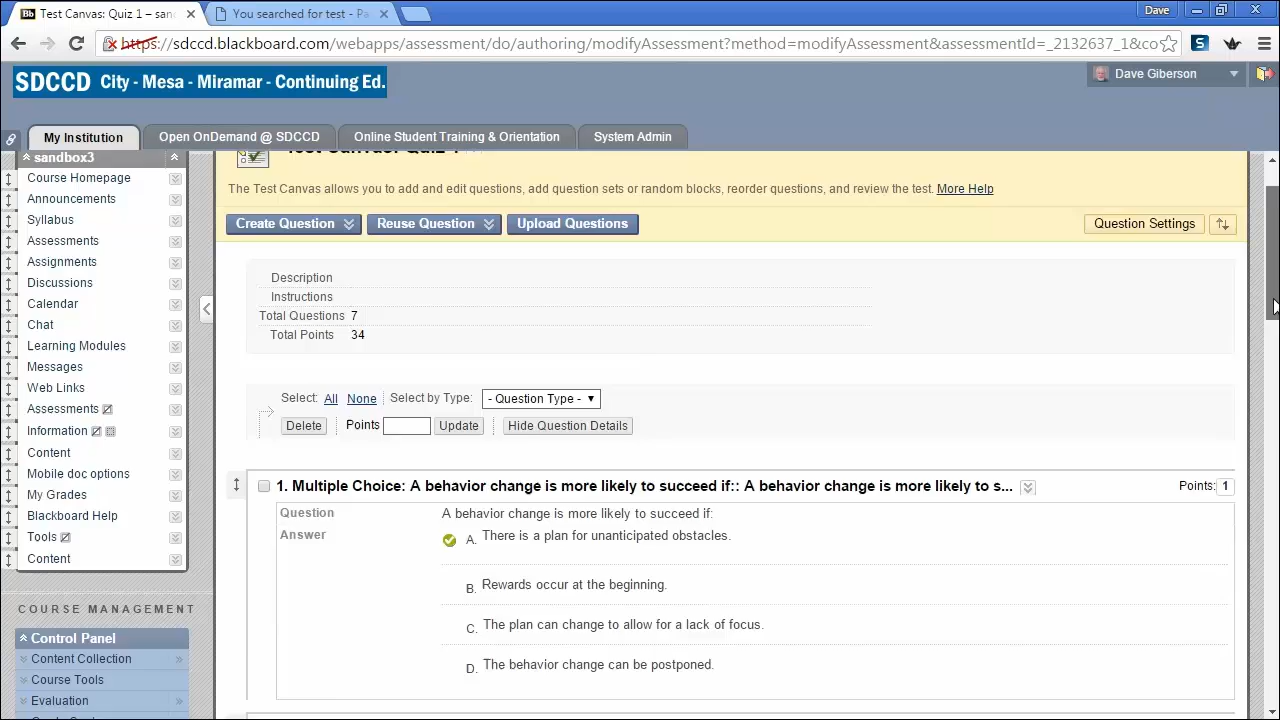 Test Canvas: Quiz 1 – san
You searched for test - Pa
Dave
https://sdccd.blackboard.com/webapps/assessment/do/authoring/modifyAssessment?method=modifyAssessment&assessmentId=_2132637_1&co
SDCCD City - Mesa - Miramar - Continuing Ed.
Dave Giberson
My Institution
Open OnDemand @ SDCCD
Online Student Training & Orientation
System Admin
sandbox3
Course Homepage
Announcements
Syllabus
Assessments
Assignments
Discussions
Calendar
Chat
Learning Modules
Messages
Web Links
Assessments
Information
Content
Mobile doc options
My Grades
Blackboard Help
Tools
Content
COURSE MANAGEMENT
Control Panel
Content Collection
Course Tools
Evaluation
The Test Canvas allows you to add and edit questions, add question sets or random blocks, reorder questions, and review the test. More Help
Create Question
Reuse Question
Upload Questions
Question Settings
Description
Instructions
Total Questions 7
Total Points 34
Select: All None Select by Type: - Question Type -
Delete Points Update Hide Question Details
1. Multiple Choice: A behavior change is more likely to succeed if:: A behavior change is more likely to s... Points: 1
Question A behavior change is more likely to succeed if:
Answer A. There is a plan for unanticipated obstacles.
B. Rewards occur at the beginning.
C. The plan can change to allow for a lack of focus.
D. The behavior change can be postponed.